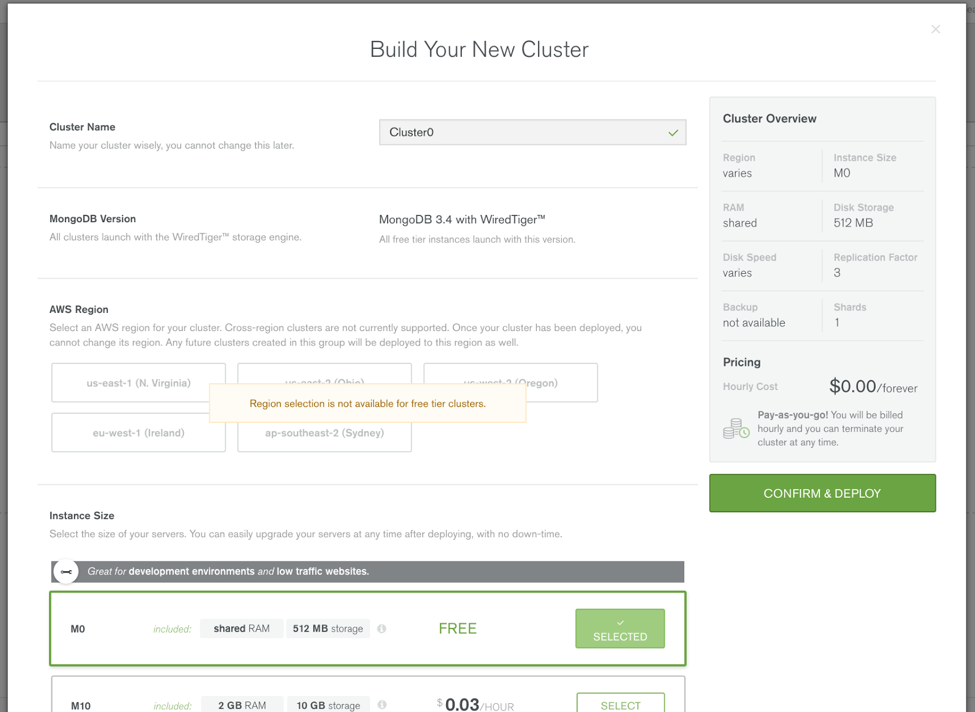 Build Your New Cluster
Cluster Name
Name your cluster wisely, you cannot change this later.
Cluster0
MongoDB Version
All clusters launch with the WiredTiger™ storage engine.
MongoDB 3.4 with WiredTiger™
All free tier instances launch with this version.
AWS Region
Select an AWS region for your cluster. Cross-region clusters are not currently supported. Once your cluster has been deployed, you
cannot change its region. Any future clusters created in this group will be deployed to this region as well.
us-east-1 (N. Virginia)
us-east-2 (Ohio)
us-west-2 (Oregon)
Region selection is not available for free tier clusters.
eu-west-1 (Ireland)
ap-southeast-2 (Sydney)
Instance Size
Select the size of your servers. You can easily upgrade your servers at any time after deploying, with no down-time.
Great for development environments and low traffic websites.
M0 included: shared RAM 512 MB storage FREE SELECTED
M10 included: 2 GB RAM 10 GB storage $0.03/HOUR SELECT
Cluster Overview
Region
varies
Instance Size
M0
RAM
shared
Disk Storage
512 MB
Disk Speed
varies
Replication Factor
3
Backup
not available
Shards
1
Pricing
Hourly Cost $0.00/forever
Pay-as-you-go! You will be billed
hourly and you can terminate your
cluster at any time.
CONFIRM & DEPLOY